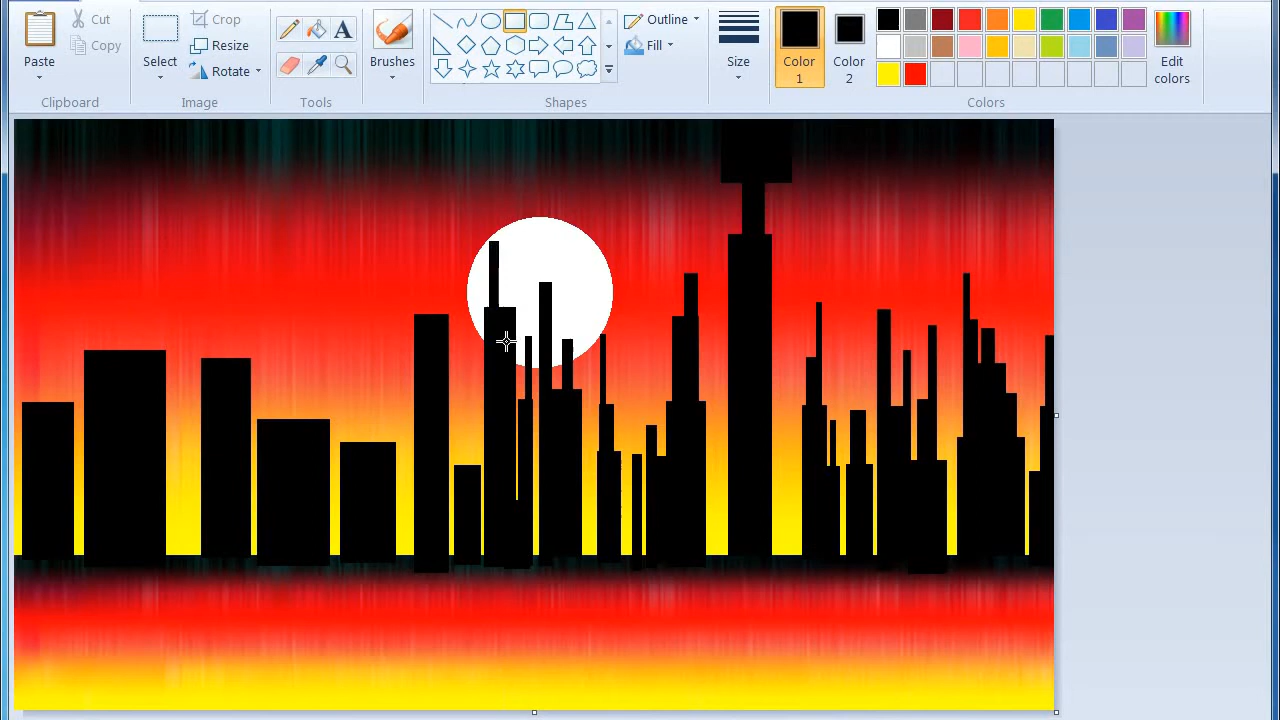 Cut
Crop
Outline
Copy
Resize
Fill
Paste
Select
Rotate
Brushes
Size
Color 1
Color 2
Edit colors
Clipboard
Image
Tools
Shapes
Colors